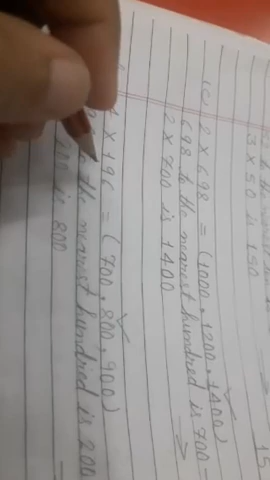 3 × 50 is 150
(c) 2 × 698 = (1000, 1200, 1400)
698 to the nearest hundred is 700
2 × 700 is 1400
× 196 = (700, 800, 900)
the nearest hundred is 200
is 800
15